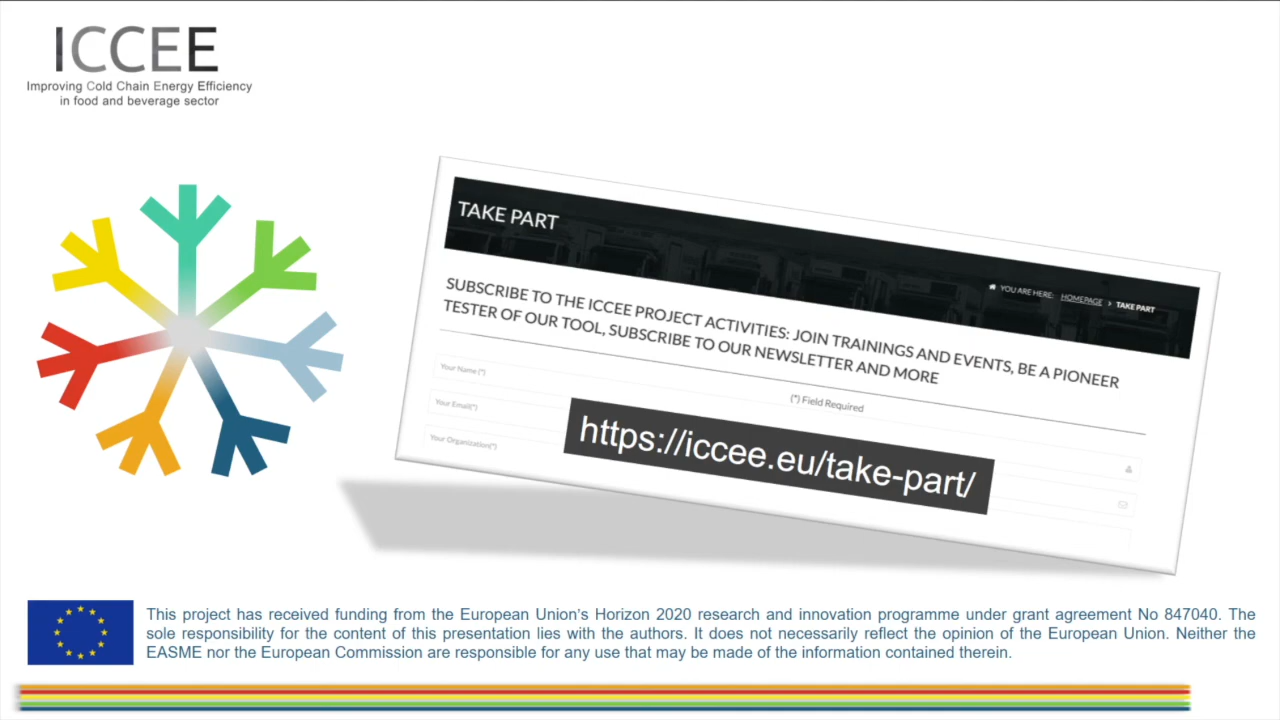 ICCEE
Improving Cold Chain Energy Efficiency
in food and beverage sector
TAKE PART
YOU ARE HERE: HOMEPAGE > TAKE PART
SUBSCRIBE TO THE ICCEE PROJECT ACTIVITIES: JOIN TRAININGS AND EVENTS, BE A PIONEER
TESTER OF OUR TOOL, SUBSCRIBE TO OUR NEWSLETTER AND MORE
(*) Field Required
Your Name (*)
Your Email(*)
Your Organization(*)
https://iccee.eu/take-part/
This project has received funding from the European Union’s Horizon 2020 research and innovation programme under grant agreement No 847040. The
sole responsibility for the content of this presentation lies with the authors. It does not necessarily reflect the opinion of the European Union. Neither the
EASME nor the European Commission are responsible for any use that may be made of the information contained therein.